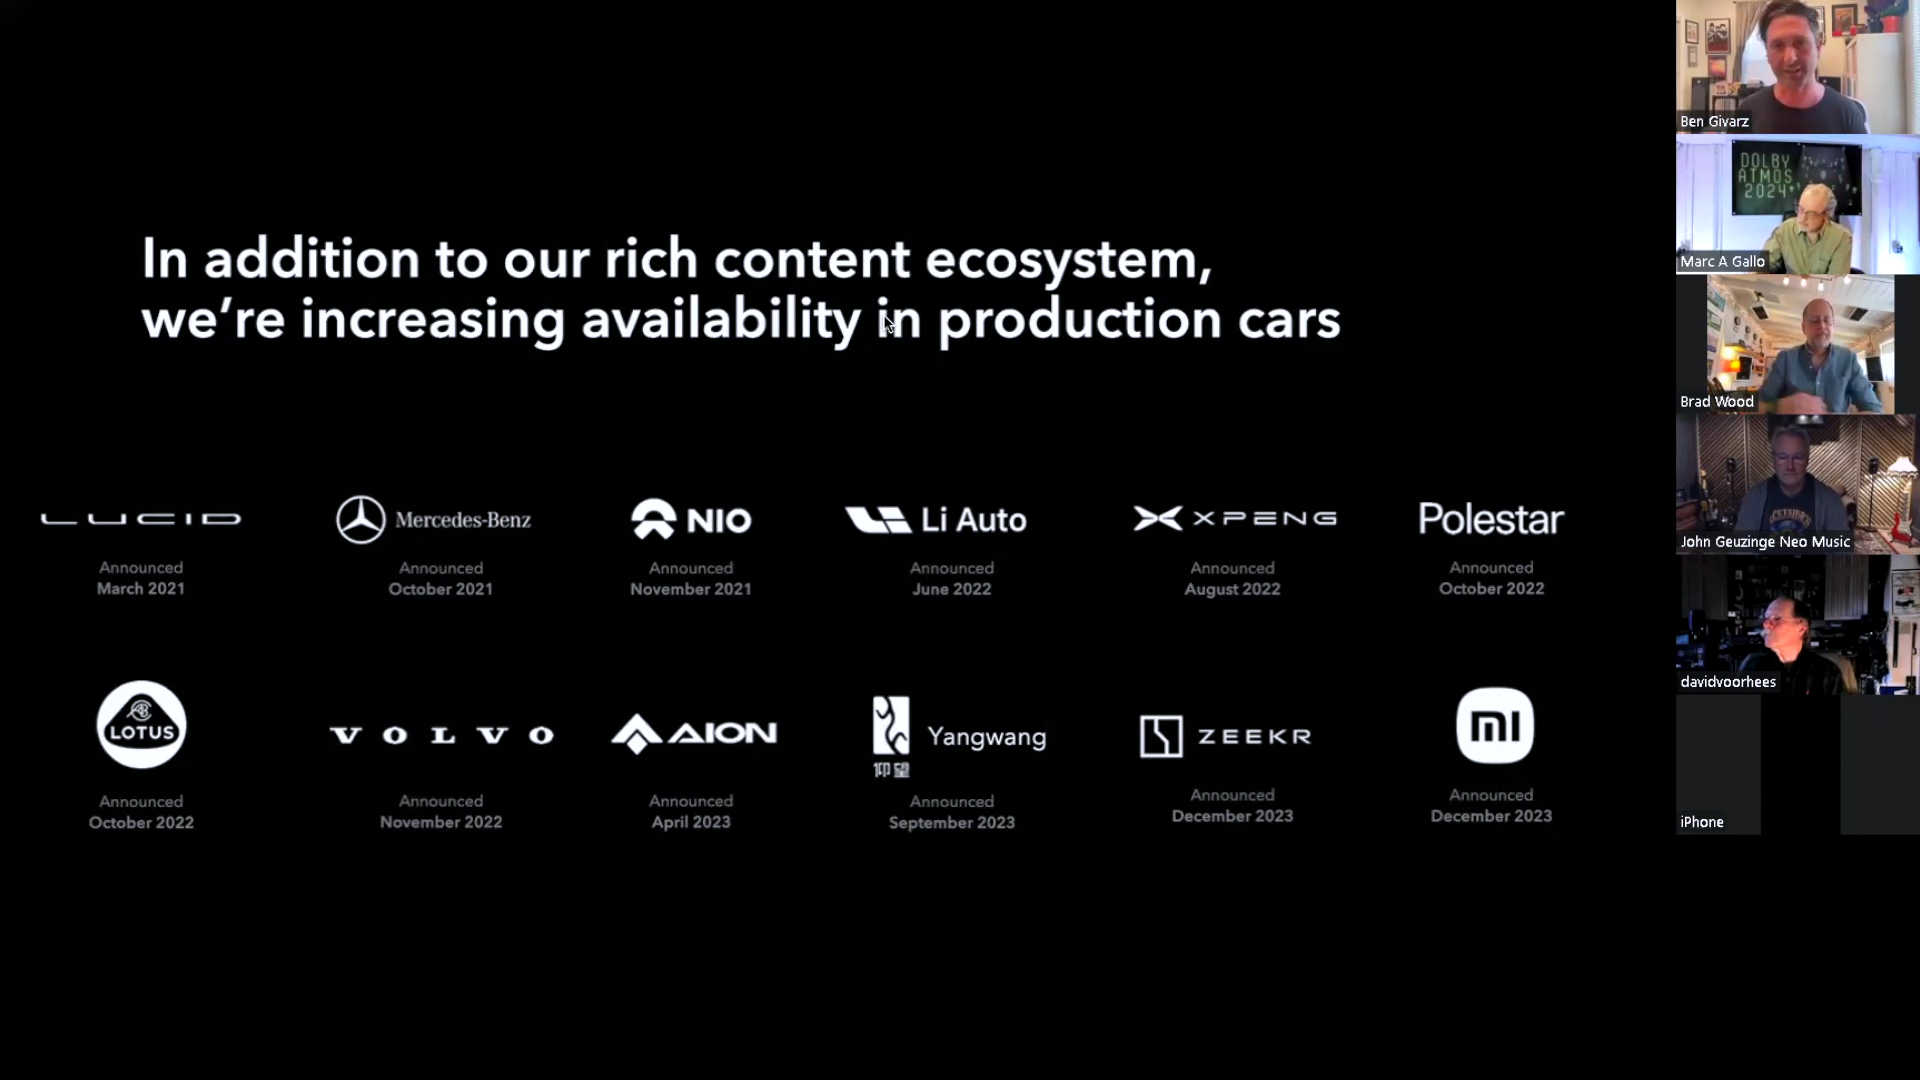 In addition to our rich content ecosystem,
we're increasing availability in production cars
LUCID
Announced
March 2021
Mercedes-Benz
Announced
October 2021
NIO
Announced
November 2021
Li Auto
Announced
June 2022
XPENG
Announced
August 2022
Polestar
Announced
October 2022
LOTUS
Announced
October 2022
VOLVO
Announced
November 2022
AION
Announced
April 2023
仰望
Yangwang
Announced
September 2023
ZEEKR
Announced
December 2023
mi
Announced
December 2023
Ben Givarz
DOLBY
ATMOS
2024
Marc A Gallo
Brad Wood
John Geuzinge Neo Music
davidvoorhees
iPhone